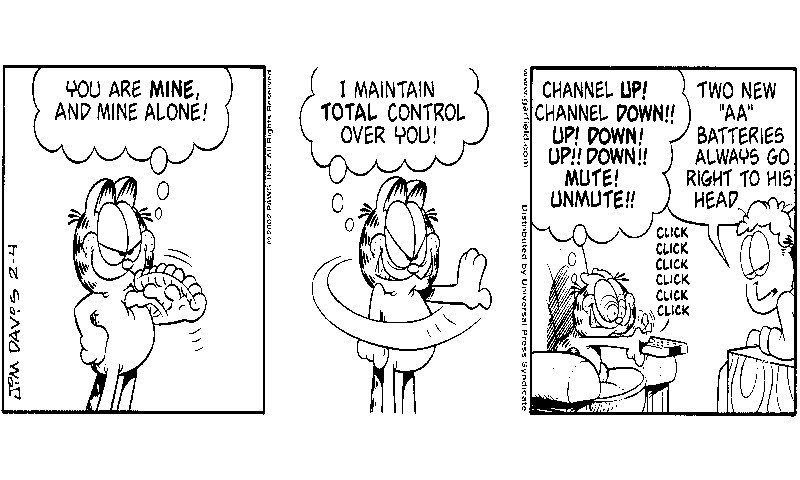 YOU ARE MINE,
AND MINE ALONE!
JIM DAVIS 2-4
© 2002 PAWS, INC. All Rights Reserved
I MAINTAIN
TOTAL CONTROL
OVER YOU!
www.garfield.com
Distributed by Universal Press Syndicate
CHANNEL UP!
CHANNEL DOWN!!
UP! DOWN!
UP!! DOWN!!
MUTE!
UNMUTE!!
TWO NEW
"AA"
BATTERIES
ALWAYS GO
RIGHT TO HIS
HEAD
CLICK
CLICK
CLICK
CLICK
CLICK
CLICK